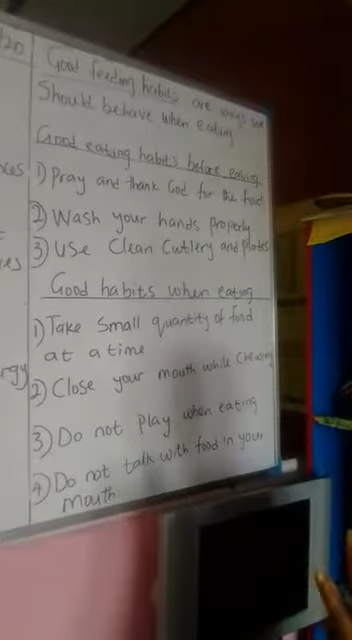 Good feeding habits are ways we
Should behave when eating
Good eating habits before eating
1) Pray and thank God for the food
2) Wash your hands properly
3) Use Clean Cutlery and plates
Good habits when eating
1) Take Small quantity of food
at a time
2) Close your mouth while chewing
3) Do not Play when eating
4) Do not talk with food in your
mouth